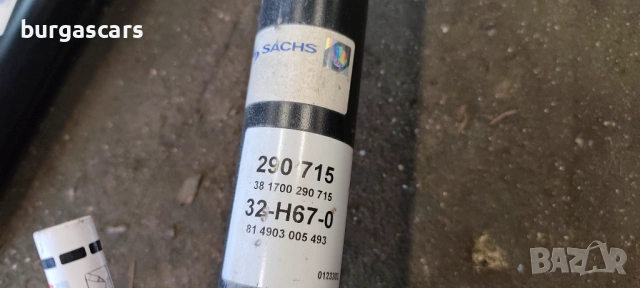 burgascars
SACHS
290 715
38 1700 290 715
32-H67-0
81 4903 005 493
BAZAR